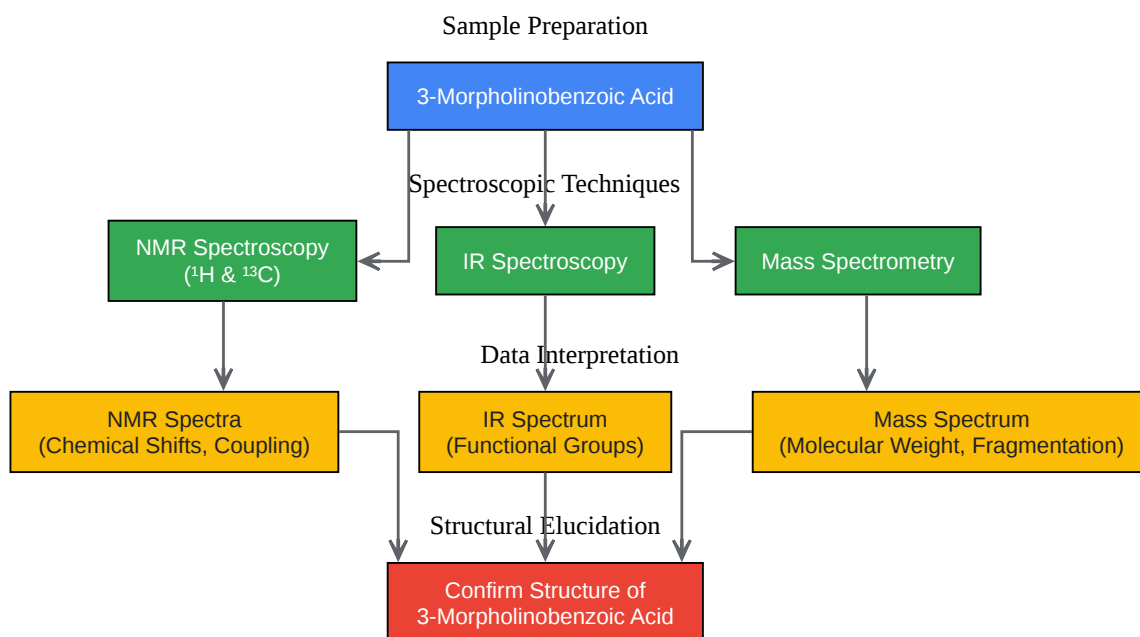 Sample Preparation
3-Morpholinobenzoic Acid
Spectroscopic Techniques
NMR Spectroscopy
(¹H & ¹³C)
IR Spectroscopy
Mass Spectrometry
Data Interpretation
NMR Spectra
(Chemical Shifts, Coupling)
IR Spectrum
(Functional Groups)
Mass Spectrum
(Molecular Weight, Fragmentation)
Structural Elucidation
Confirm Structure of
3-Morpholinobenzoic Acid